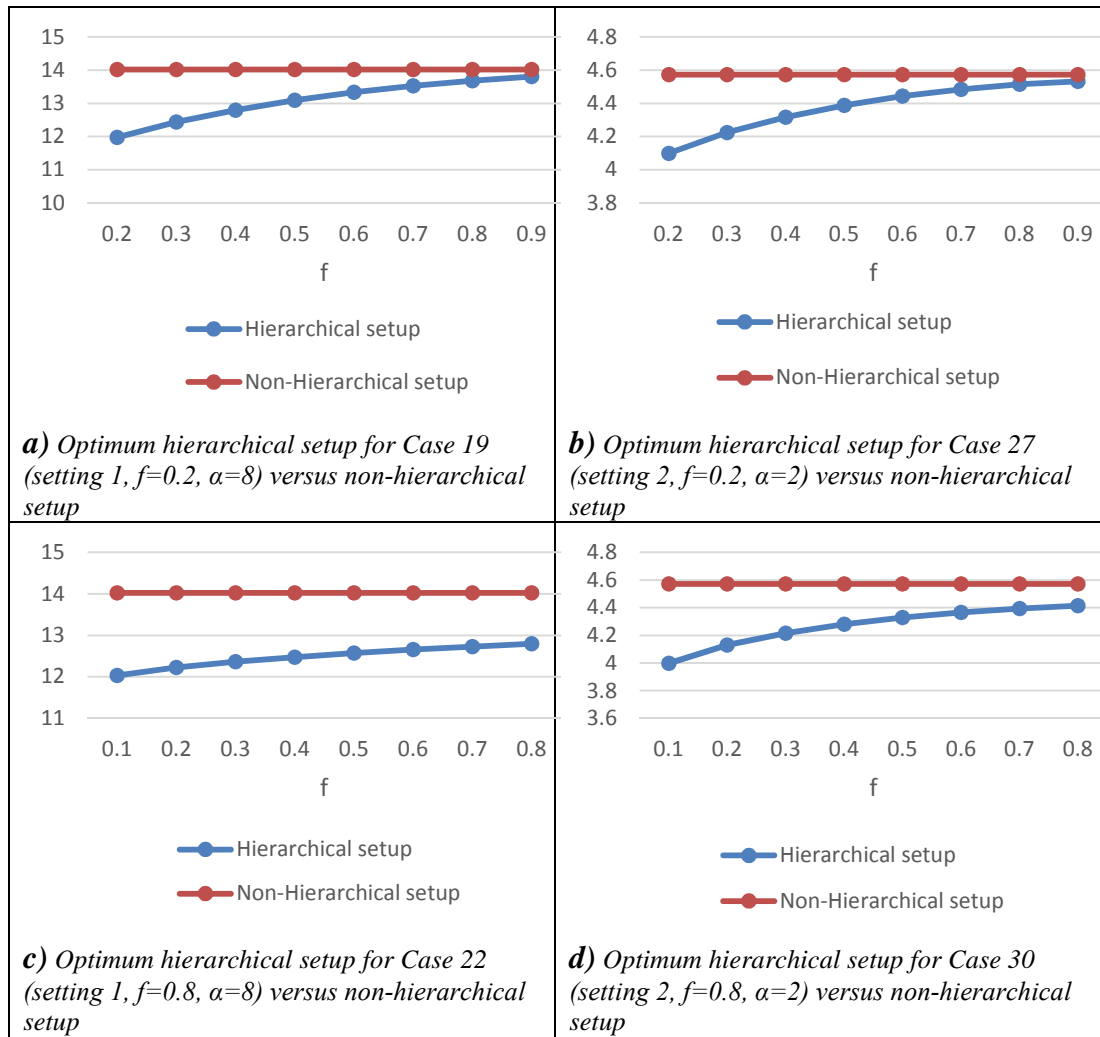 15
14
13
12
11
10
0.2 0.3 0.4 0.5 0.6 0.7 0.8 0.9
f
Hierarchical setup
Non-Hierarchical setup
a) Optimum hierarchical setup for Case 19
(setting 1, f=0.2, α=8) versus non-hierarchical
setup
4.8
4.6
4.4
4.2
4
3.8
0.2 0.3 0.4 0.5 0.6 0.7 0.8 0.9
f
Hierarchical setup
Non-Hierarchical setup
b) Optimum hierarchical setup for Case 27
(setting 2, f=0.2, α=2) versus non-hierarchical
setup
15
14
13
12
11
0.1 0.2 0.3 0.4 0.5 0.6 0.7 0.8
f
Hierarchical setup
Non-Hierarchical setup
c) Optimum hierarchical setup for Case 22
(setting 1, f=0.8, α=8) versus non-hierarchical
setup
4.8
4.6
4.4
4.2
4
3.8
3.6
0.1 0.2 0.3 0.4 0.5 0.6 0.7 0.8
f
Hierarchical setup
Non-Hierarchical setup
d) Optimum hierarchical setup for Case 30
(setting 2, f=0.8, α=2) versus non-hierarchical
setup